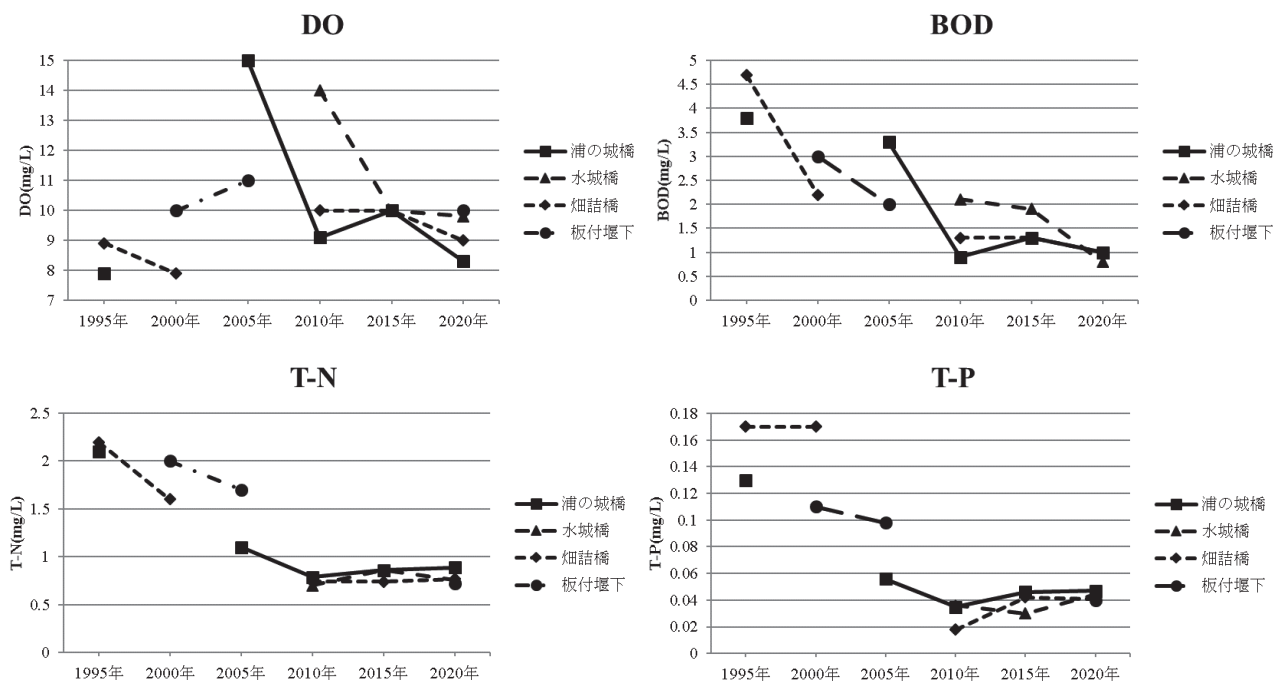 DO
15
14
13
12
11
10
9
8
7
DO(mg/L)
1995年 2000年 2005年 2010年 2015年 2020年
浦の城橋
水城橋
畑詰橋
板付堰下
BOD
5
4.5
4
3.5
3
2.5
2
1.5
1
0.5
0
BOD(mg/L)
1995年 2000年 2005年 2010年 2015年 2020年
浦の城橋
水城橋
畑詰橋
板付堰下
T-N
2.5
2
1.5
1
0.5
0
T-N(mg/L)
1995年 2000年 2005年 2010年 2015年 2020年
浦の城橋
水城橋
畑詰橋
板付堰下
T-P
0.18
0.16
0.14
0.12
0.1
0.08
0.06
0.04
0.02
0
T-P(mg/L)
1995年 2000年 2005年 2010年 2015年 2020年
浦の城橋
水城橋
畑詰橋
板付堰下